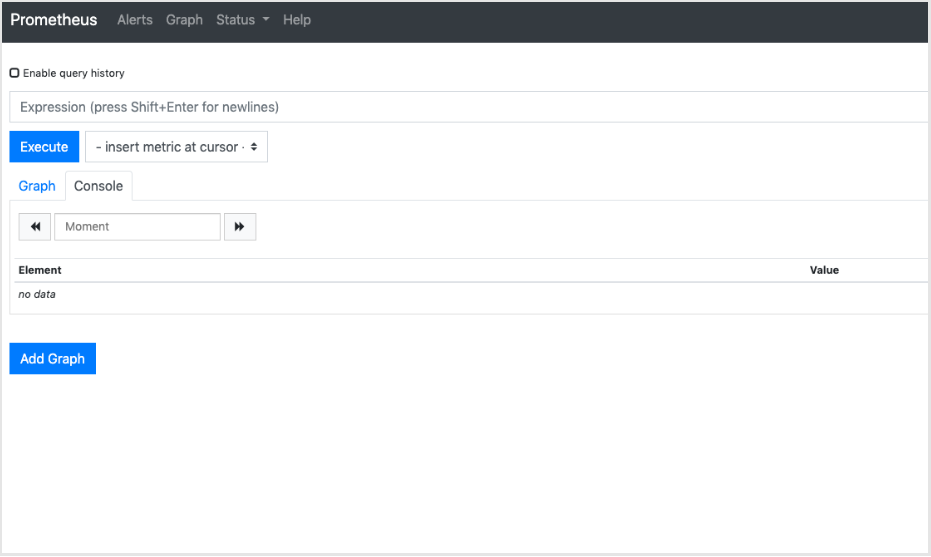 Prometheus Alerts Graph Status Help
Enable query history
Expression (press Shift+Enter for newlines)
Execute - insert metric at cursor -
Graph Console
Moment
Element Value
no data
Add Graph